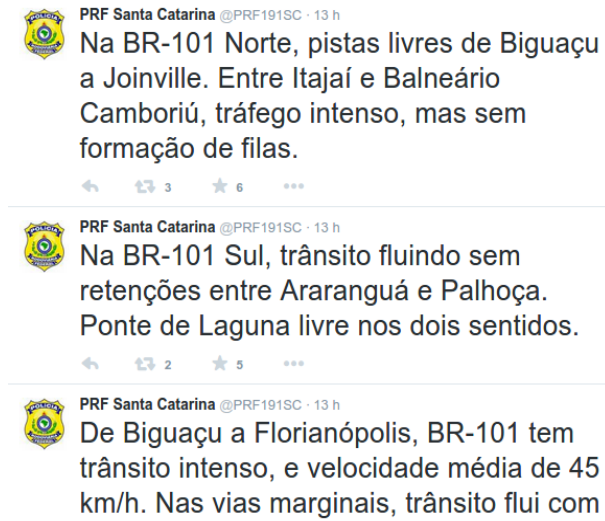 PRF Santa Catarina @PRF191SC · 13 h
Na BR-101 Norte, pistas livres de Biguaçu
a Joinville. Entre Itajaí e Balneário
Camboriú, tráfego intenso, mas sem
formação de filas.
3 6
PRF Santa Catarina @PRF191SC · 13 h
Na BR-101 Sul, trânsito fluindo sem
retenções entre Araranguá e Palhoça.
Ponte de Laguna livre nos dois sentidos.
2 5
PRF Santa Catarina @PRF191SC · 13 h
De Biguaçu a Florianópolis, BR-101 tem
trânsito intenso, e velocidade média de 45
km/h. Nas vias marginais, trânsito flui com